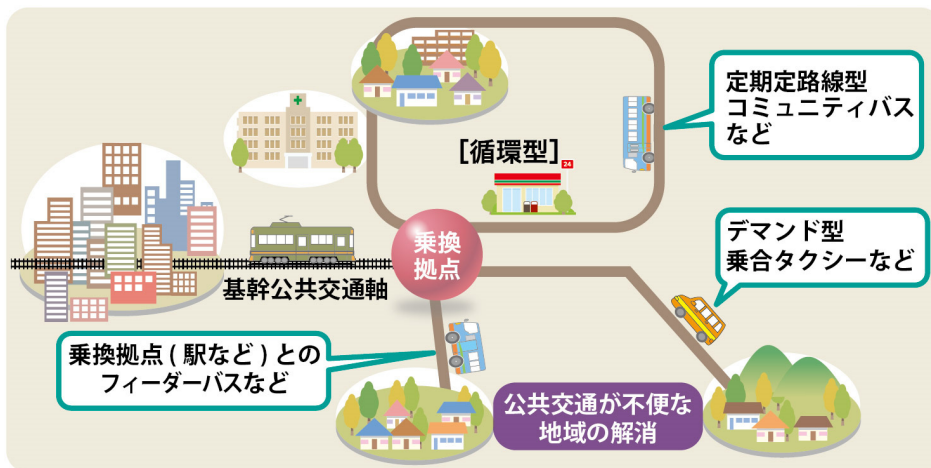 定期定路線型
コミュニティバス
など
[循環型]
24
デマンド型
乗合タクシーなど
乗換
拠点
基幹公共交通軸
乗換拠点(駅など)との
フィーダーバスなど
公共交通が不便な
地域の解消